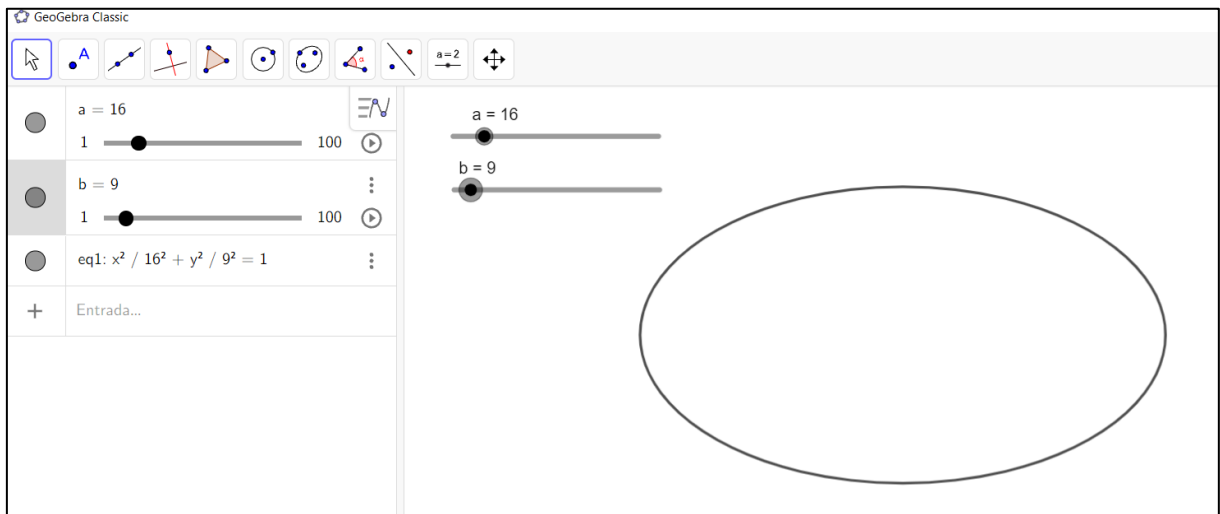 GeoGebra Classic
A
α
a=2
a = 16
1 100
b = 9
1 100
eq1: x² / 16² + y² / 9² = 1
+ Entrada...
a = 16
b = 9